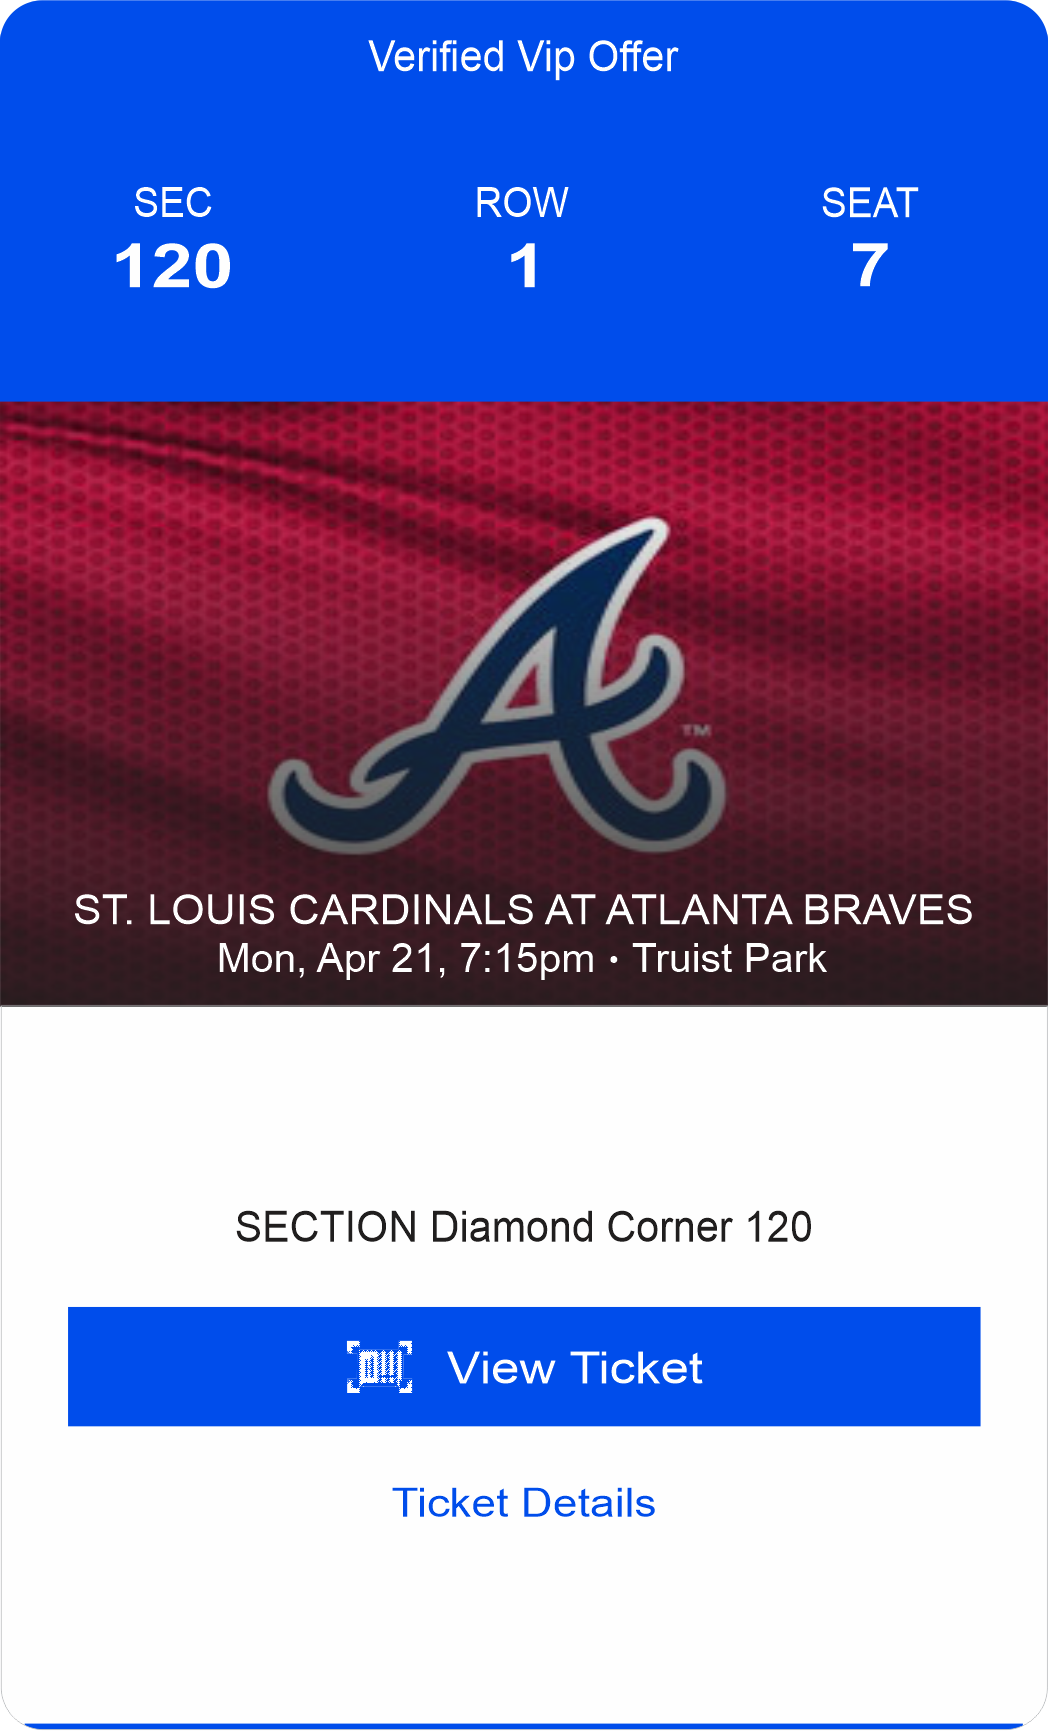 Verified Vip Offer
SEC ROW SEAT
120 1 7
A
TM
ST. LOUIS CARDINALS AT ATLANTA BRAVES
Mon, Apr 21, 7:15pm • Truist Park
SECTION Diamond Corner 120
View Ticket
Ticket Details